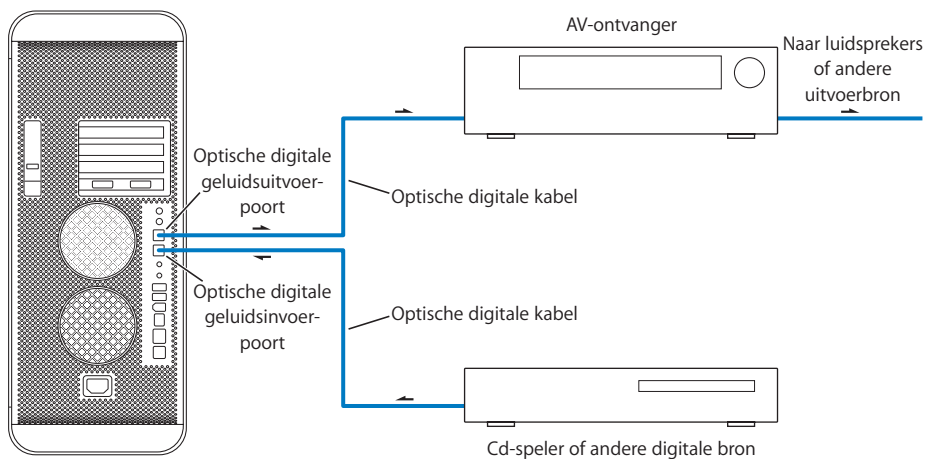 AV-ontvanger
Naar luidsprekers
of andere
uitvoerbron
Optische digitale
geluidsuitvoer-
poort
Optische digitale kabel
Optische digitale
geluidsinvoer-
poort
Optische digitale kabel
Cd-speler of andere digitale bron